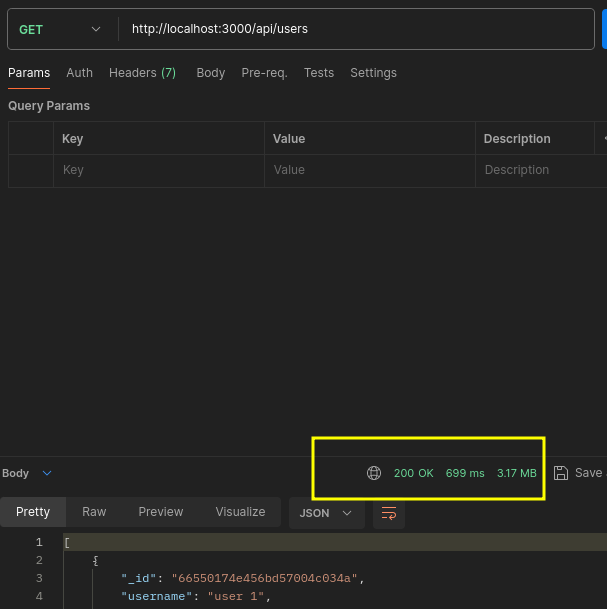 GET http://localhost:3000/api/users
Params Auth Headers (7) Body Pre-req. Tests Settings
Query Params
Key Value Description
Key Value Description
Body 200 OK 699 ms 3.17 MB Save
Pretty Raw Preview Visualize JSON
1 [
2 {
3 "_id": "66550174e456bd57004c034a",
4 "username": "user 1",